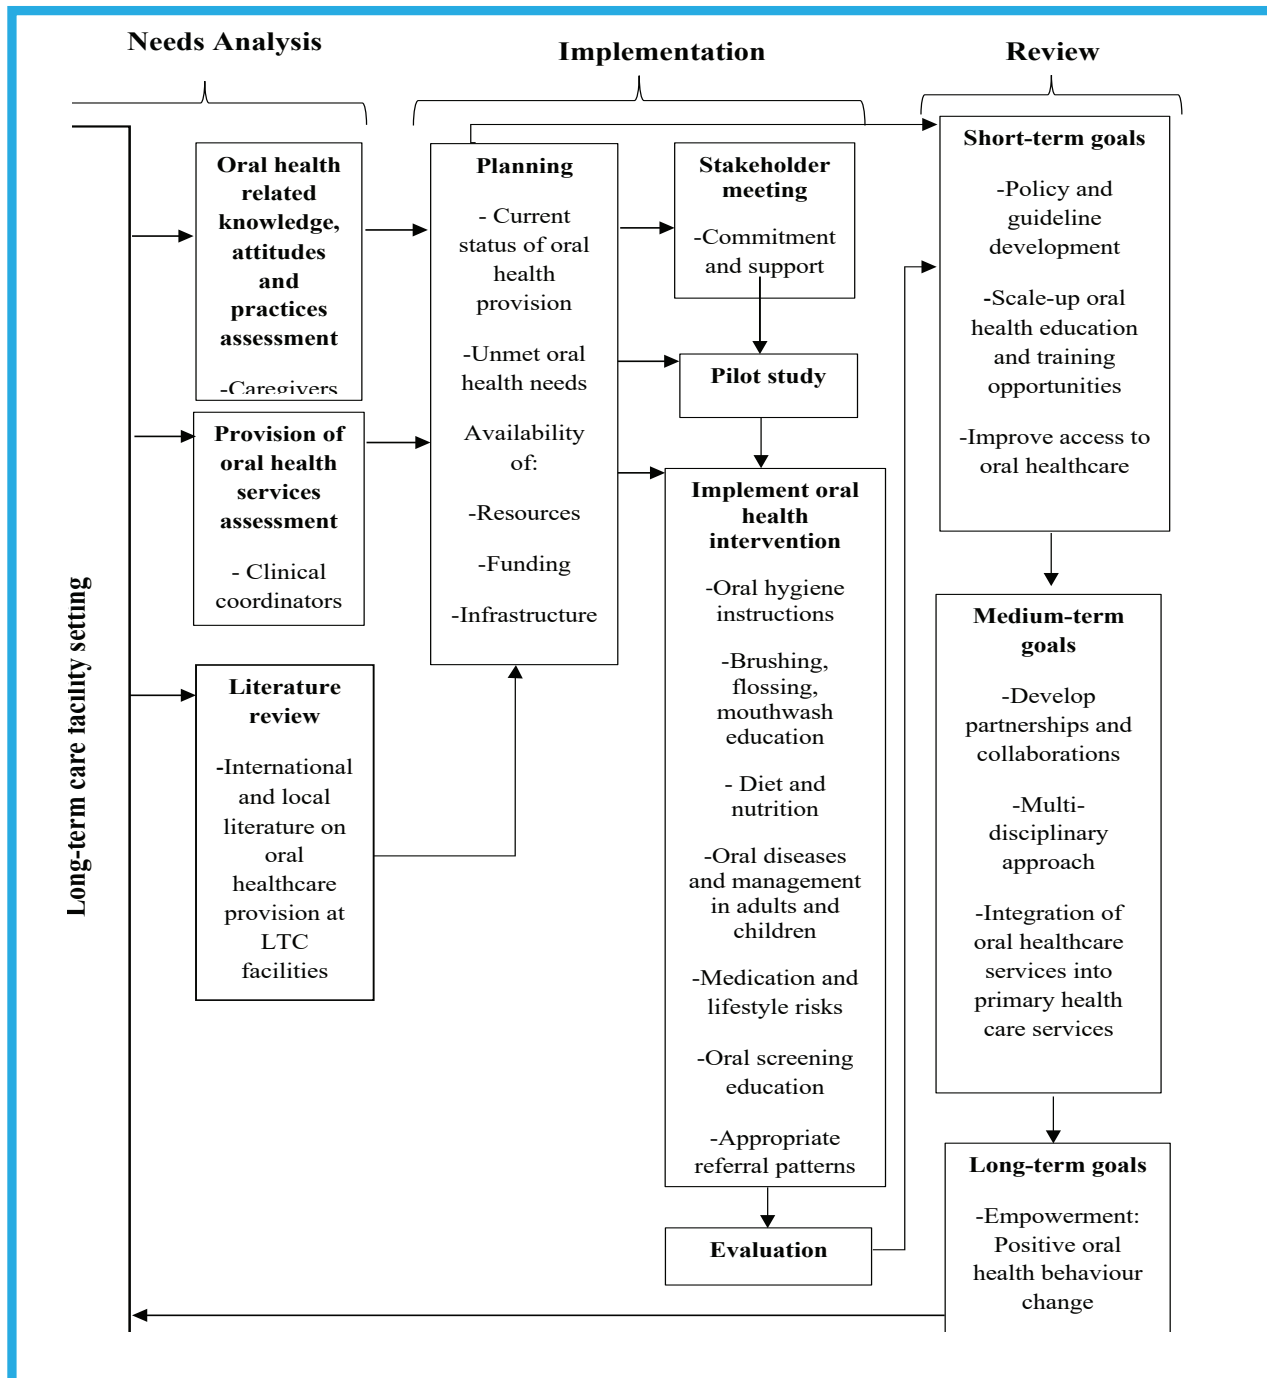 Needs Analysis
Implementation
Review
Long-term care facility setting
Oral health
related
knowledge,
attitudes
and
practices
assessment
-Caregivers
Provision of
oral health
services
assessment
- Clinical
coordinators
Literature
review
-International
and local
literature on
oral
healthcare
provision at
LTC
facilities
Planning
- Current
status of oral
health
provision
-Unmet oral
health needs
Availability
of:
-Resources
-Funding
-Infrastructure
Stakeholder
meeting
-Commitment
and support
Pilot study
Implement oral
health
intervention
-Oral hygiene
instructions
-Brushing,
flossing,
mouthwash
education
- Diet and
nutrition
-Oral diseases
and management
in adults and
children
-Medication and
lifestyle risks
-Oral screening
education
-Appropriate
referral patterns
Evaluation
Short-term goals
-Policy and
guideline
development
-Scale-up oral
health education
and training
opportunities
-Improve access to
oral healthcare
Medium-term
goals
-Develop
partnerships and
collaborations
-Multi-
disciplinary
approach
-Integration of
oral healthcare
services into
primary health
care services
Long-term goals
-Empowerment:
Positive oral
health behaviour
change